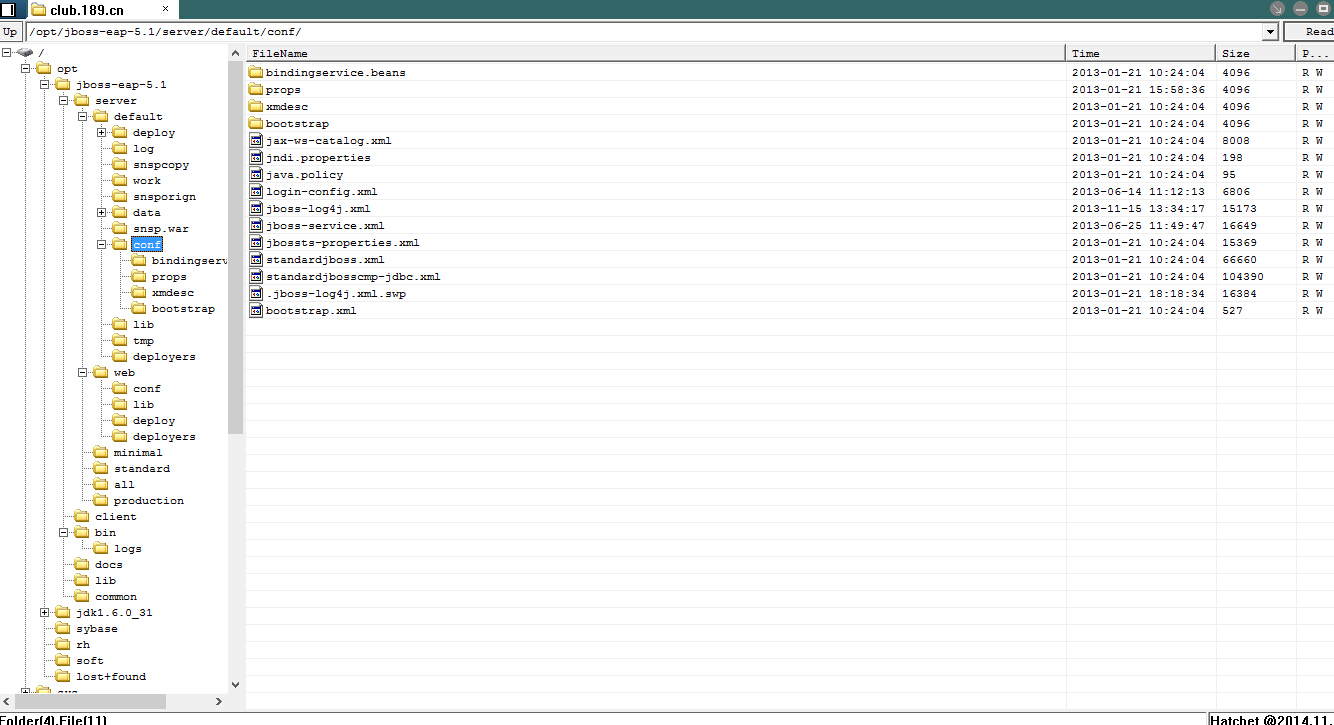 club.189.cn ×
Up /opt/jboss-eap-5.1/server/default/conf/ Read
/
opt
jboss-eap-5.1
server
default
deploy
log
snspcopy
work
snsporign
data
snsp.war
conf
bindingserv
props
xmdesc
bootstrap
lib
tmp
deployers
web
conf
lib
deploy
deployers
minimal
standard
all
production
client
bin
logs
docs
lib
common
jdk1.6.0_31
sybase
rh
soft
lost+found
FileName Time Size P...
bindingservice.beans 2013-01-21 10:24:04 4096 R W
props 2013-01-21 15:58:36 4096 R W
xmdesc 2013-01-21 10:24:04 4096 R W
bootstrap 2013-01-21 10:24:04 4096 R W
jax-ws-catalog.xml 2013-01-21 10:24:04 8008 R W
jndi.properties 2013-01-21 10:24:04 198 R W
java.policy 2013-01-21 10:24:04 95 R W
login-config.xml 2013-06-14 11:12:13 6806 R W
jboss-log4j.xml 2013-11-15 13:34:17 15173 R W
jboss-service.xml 2013-06-25 11:49:47 16649 R W
jbossts-properties.xml 2013-01-21 10:24:04 15369 R W
standardjboss.xml 2013-01-21 10:24:04 66660 R W
standardjbosscmp-jdbc.xml 2013-01-21 10:24:04 104390 R W
.jboss-log4j.xml.swp 2013-01-21 18:18:34 16384 R W
bootstrap.xml 2013-01-21 10:24:04 527 R W
Folder(4),File(11) Hatchet @2014.11.